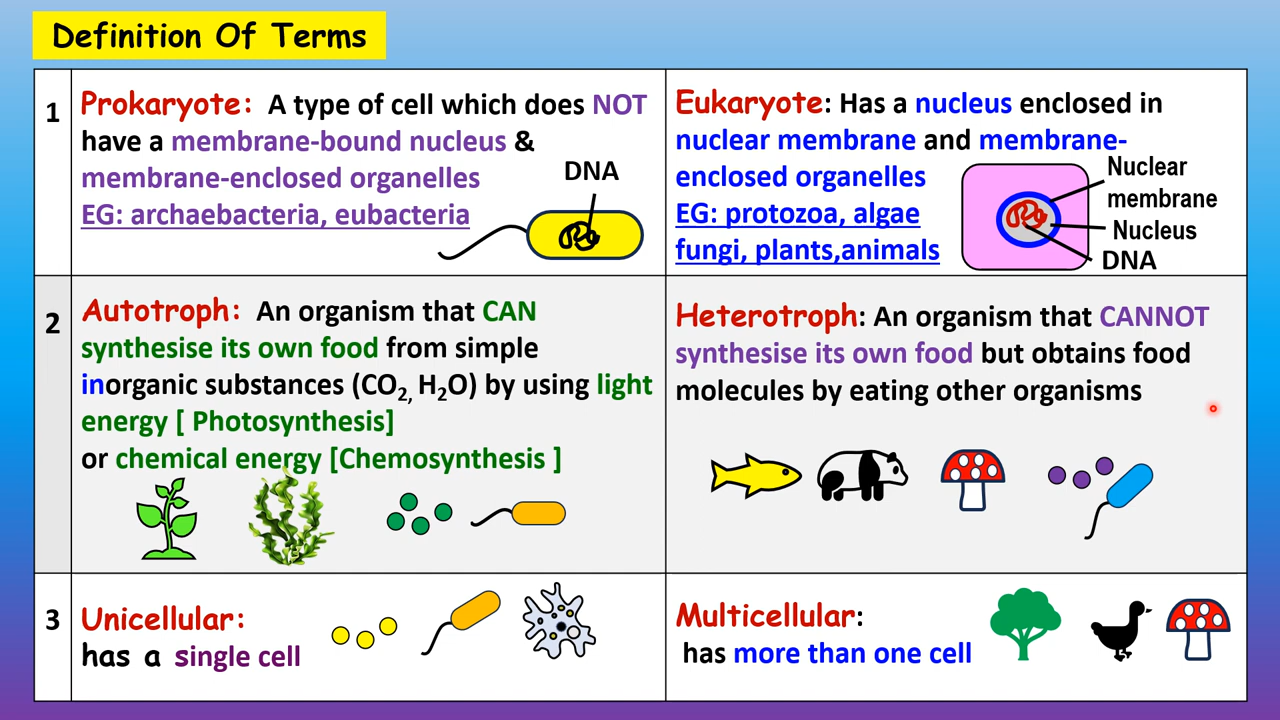 Definition Of Terms
1
Prokaryote: A type of cell which does NOT
have a membrane-bound nucleus &
membrane-enclosed organelles
EG: archaebacteria, eubacteria
DNA
Eukaryote: Has a nucleus enclosed in
nuclear membrane and membrane-
enclosed organelles
EG: protozoa, algae
fungi, plants,animals
Nuclear
membrane
Nucleus
DNA
2
Autotroph: An organism that CAN
synthesise its own food from simple
inorganic substances (CO₂, H₂O) by using light
energy [ Photosynthesis]
or chemical energy [Chemosynthesis ]
Heterotroph: An organism that CANNOT
synthesise its own food but obtains food
molecules by eating other organisms
3
Unicellular:
has a single cell
Multicellular:
has more than one cell